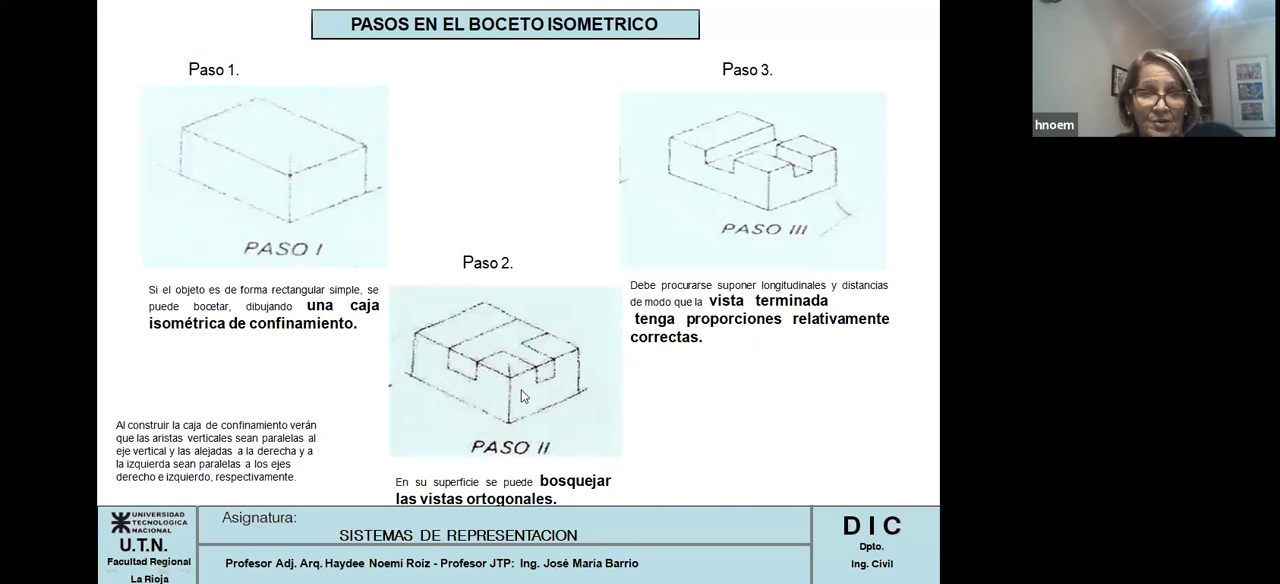 PASOS EN EL BOCETO ISOMETRICO
Paso 1.
PASO I
Si el objeto es de forma rectangular simple, se
puede bocetar, dibujando una caja
isométrica de confinamiento.
Al construir la caja de confinamiento verán
que las aristas verticales sean paralelas al
eje vertical y las alejadas a la derecha y a
la izquierda sean paralelas a los ejes
derecho e izquierdo, respectivamente.
Paso 2.
PASO II
En su superficie se puede bosquejar
las vistas ortogonales.
Paso 3.
PASO III
Debe procurarse suponer longitudinales y distancias
de modo que la vista terminada
tenga proporciones relativamente
correctas.
hnoem
UNIVERSIDAD
TECNOLOGICA
NACIONAL
U.T.N.
Facultad Regional
La Rioja
Asignatura:
SISTEMAS DE REPRESENTACION
Profesor Adj. Arq. Haydee Noemí Roiz - Profesor JTP: Ing. José María Barrio
D I C
Dpto.
Ing. Civil